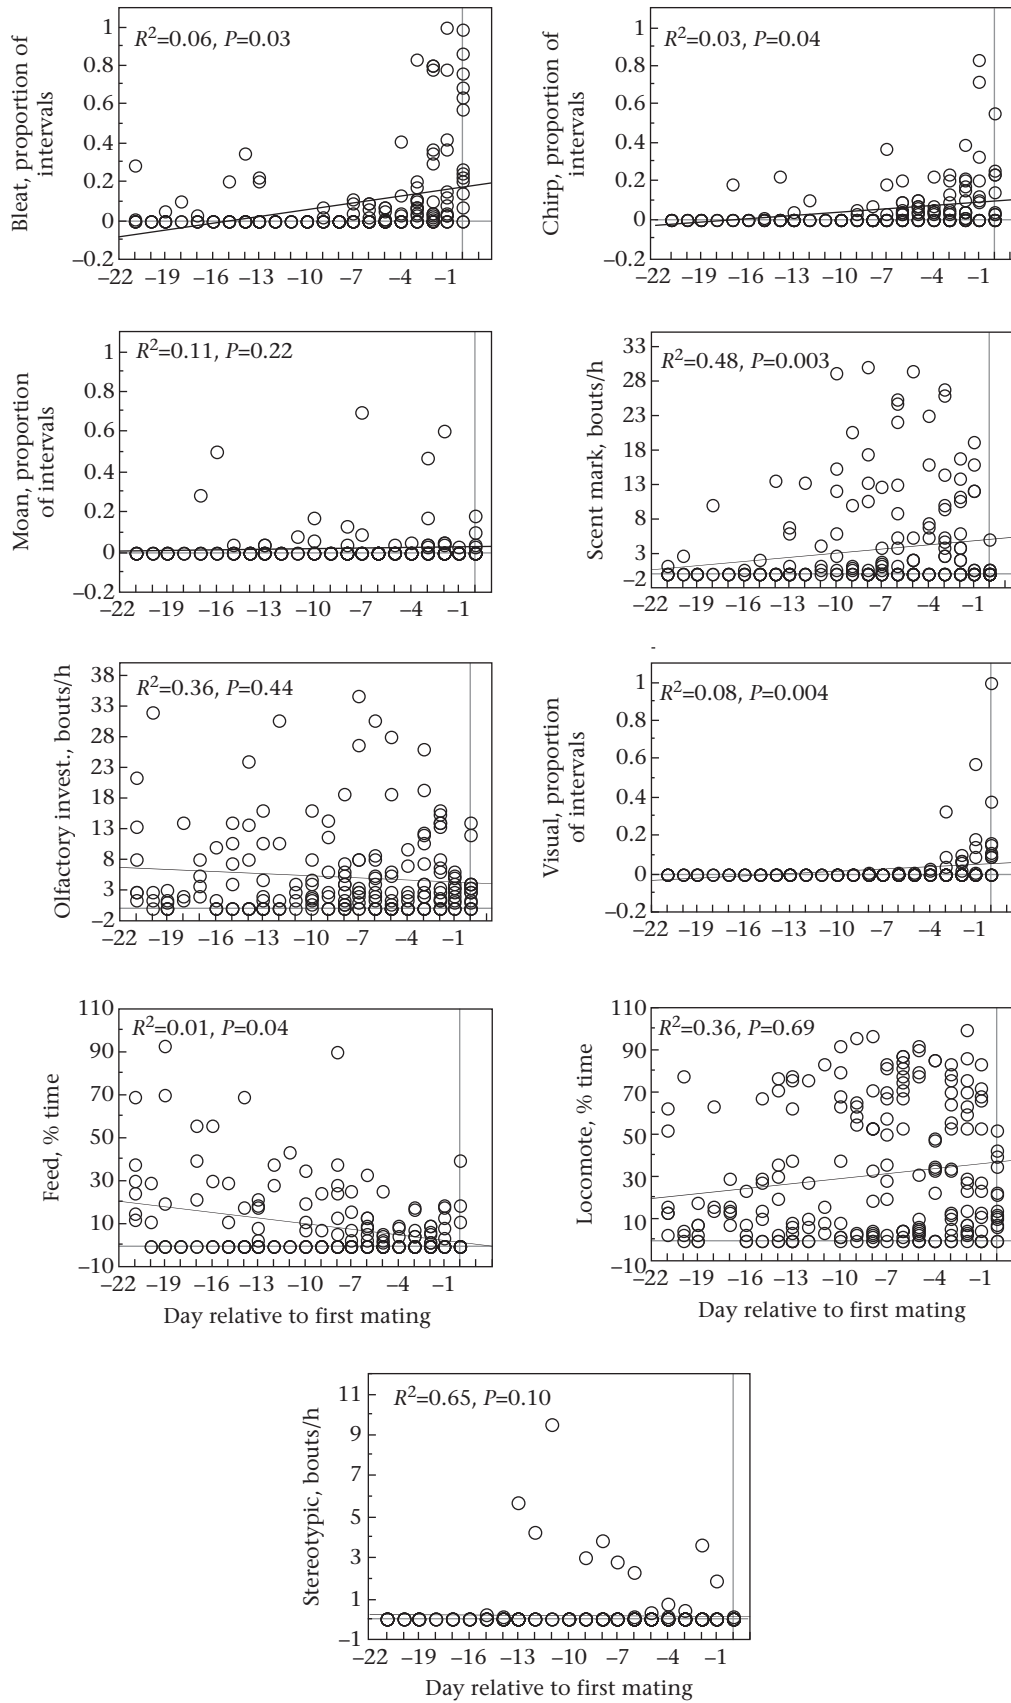 R²=0.06, P=0.03
Bleat, proportion of
intervals
1
0.8
0.6
0.4
0.2
0
−0.2
−22 −19 −16 −13 −10 −7 −4 −1
R²=0.03, P=0.04
Chirp, proportion of
intervals
1
0.8
0.6
0.4
0.2
0
−0.2
−22 −19 −16 −13 −10 −7 −4 −1
R²=0.11, P=0.22
Moan, proportion
of intervals
1
0.8
0.6
0.4
0.2
0
−0.2
−22 −19 −16 −13 −10 −7 −4 −1
R²=0.48, P=0.003
Scent mark, bouts/h
33
28
23
18
13
8
3
−2
−22 −19 −16 −13 −10 −7 −4 −1
R²=0.36, P=0.44
Olfactory invest., bouts/h
38
33
28
23
18
13
8
3
−2
−22 −19 −16 −13 −10 −7 −4 −1
R²=0.08, P=0.004
Visual, proportion
of intervals
1
0.8
0.6
0.4
0.2
0
−0.2
−22 −19 −16 −13 −10 −7 −4 −1
R²=0.01, P=0.04
Feed, % time
110
90
70
50
30
10
−10
−22 −19 −16 −13 −10 −7 −4 −1
Day relative to first mating
R²=0.36, P=0.69
Locomote, % time
110
90
70
50
30
10
−10
−22 −19 −16 −13 −10 −7 −4 −1
Day relative to first mating
R²=0.65, P=0.10
Stereotypic, bouts/h
11
9
7
5
3
1
−1
−22 −19 −16 −13 −10 −7 −4 −1
Day relative to first mating